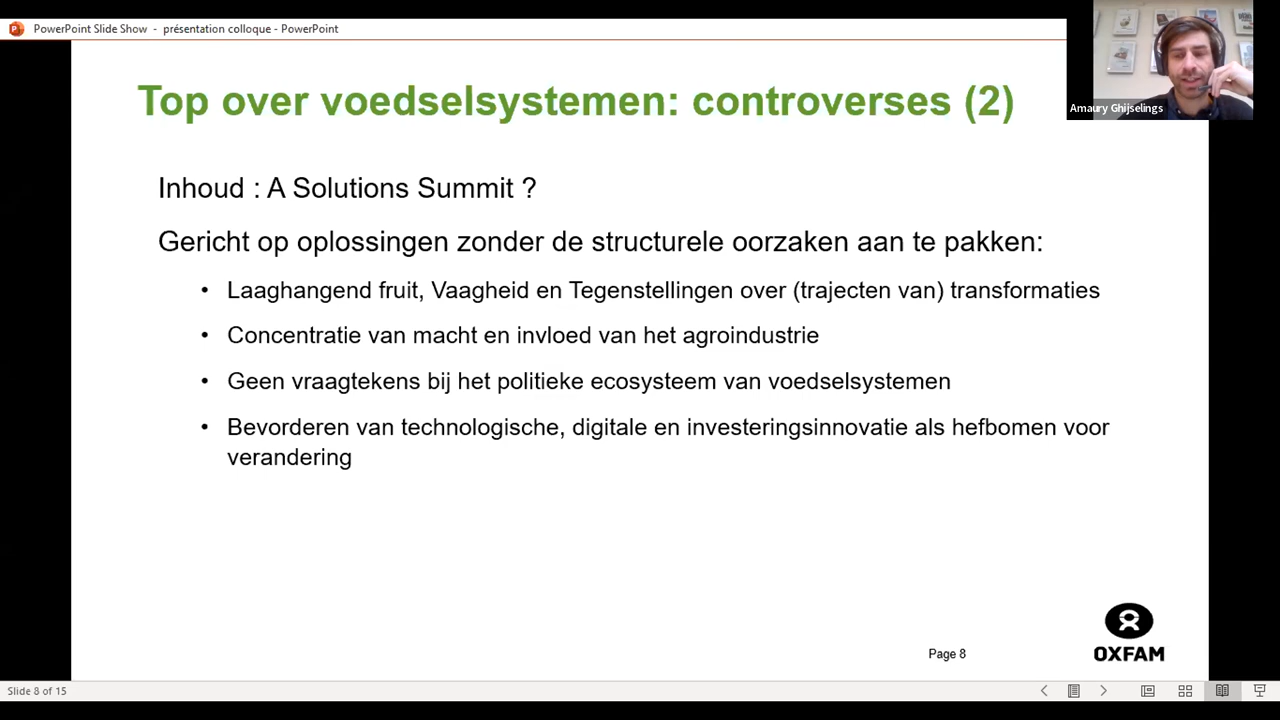 PowerPoint Slide Show - présentation colloque - PowerPoint
Amaury Ghijselings
Top over voedselsystemen: controverses (2)
Inhoud : A Solutions Summit ?
Gericht op oplossingen zonder de structurele oorzaken aan te pakken:
• Laaghangend fruit, Vaagheid en Tegenstellingen over (trajecten van) transformaties
• Concentratie van macht en invloed van het agroindustrie
• Geen vraagtekens bij het politieke ecosysteem van voedselsystemen
• Bevorderen van technologische, digitale en investeringsinnovatie als hefbomen voor
verandering
Page 8
OXFAM
Slide 8 of 15